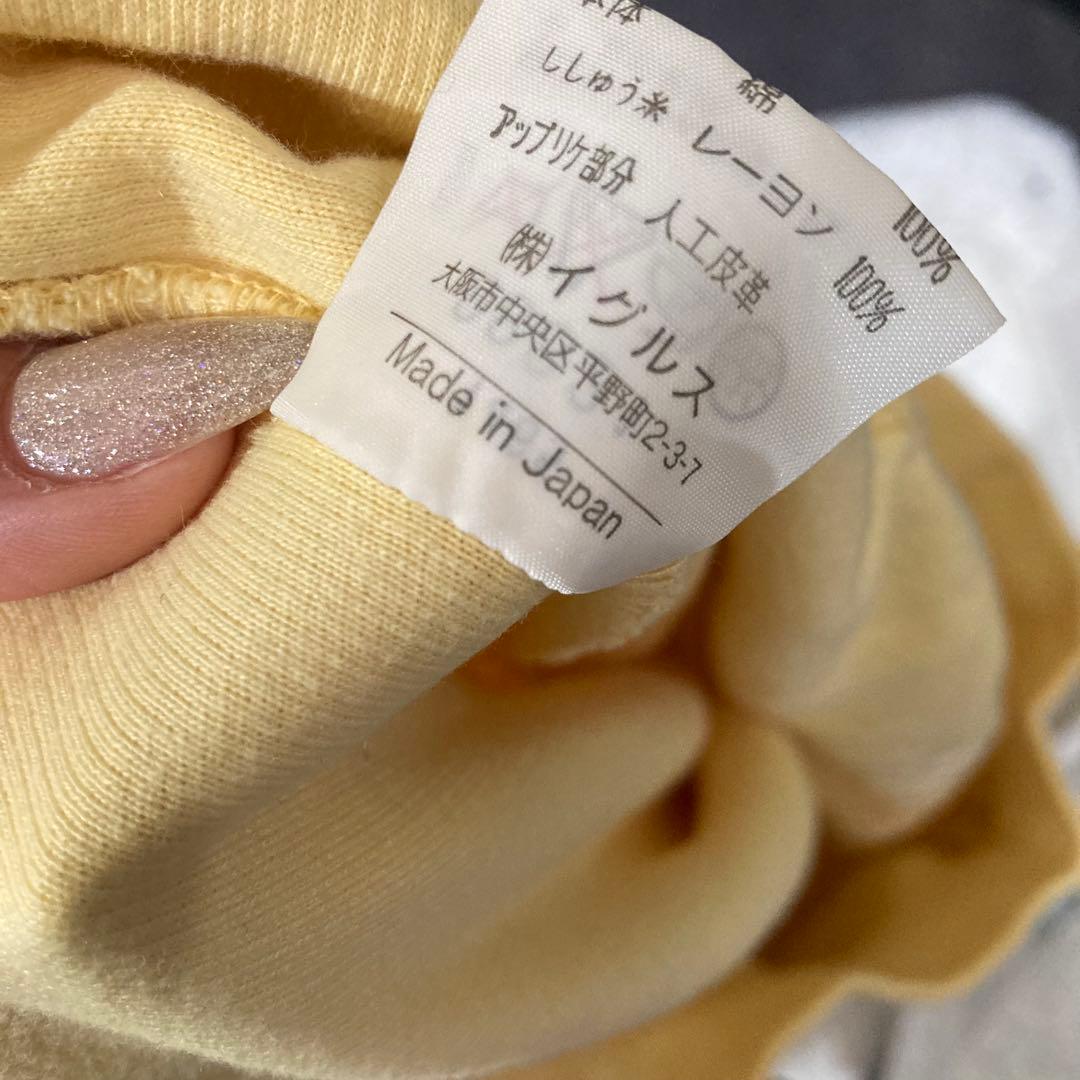 本体 綿 100%
ししゅう糸 レーヨン 100%
アップリケ部分 人工皮革
㈱イグルス
大阪市中央区平野町2-3-7
Made in Japan